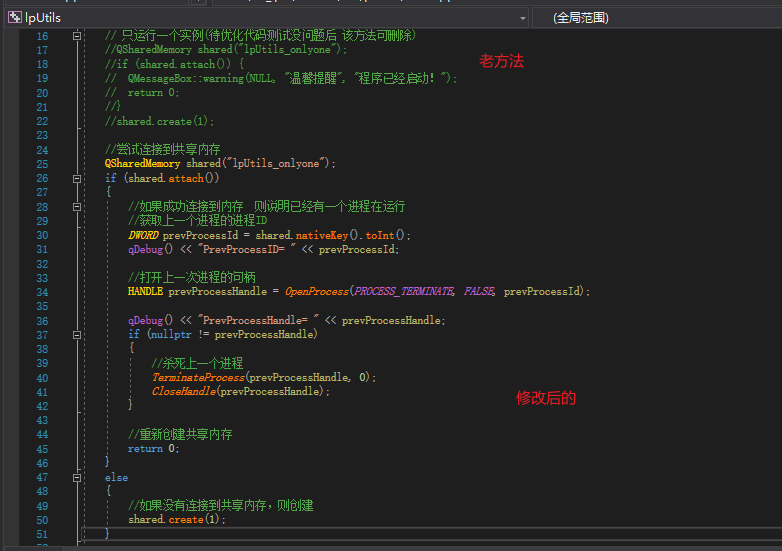 lpUtils
(全局范围)
16 // 只运行一个实例(待优化代码测试没问题后 该方法可删除)
17 //QSharedMemory shared("lpUtils_onlyone");
18 //if (shared.attach()) {
老方法
19 // QMessageBox::warning(NULL, "温馨提醒", "程序已经启动! ");
20 // return 0;
21 //}
22 //shared.create(1);
23
24 //尝试连接到共享内存
25 QSharedMemory shared("lpUtils_onlyone");
26 if (shared.attach())
27 {
28 //如果成功连接到内存 则说明已经有一个进程在运行
29 //获取上一个进程的进程ID
30 DWORD prevProcessId = shared.nativeKey().toInt();
31 qDebug() << "PrevProcessID= " << prevProcessId;
32
33 //打开上一次进程的句柄
34 HANDLE prevProcessHandle = OpenProcess(PROCESS_TERMINATE, FALSE, prevProcessId);
35
36 qDebug() << "PrevProcessHandle= " << prevProcessHandle;
37 if (nullptr != prevProcessHandle)
38 {
39 //杀死上一个进程
40 TerminateProcess(prevProcessHandle, 0);
41 CloseHandle(prevProcessHandle);
修改后的
42 }
43
44 //重新创建共享内存
45 return 0;
46 }
47 else
48 {
49 //如果没有连接到共享内存，则创建
50 shared.create(1);
51 }